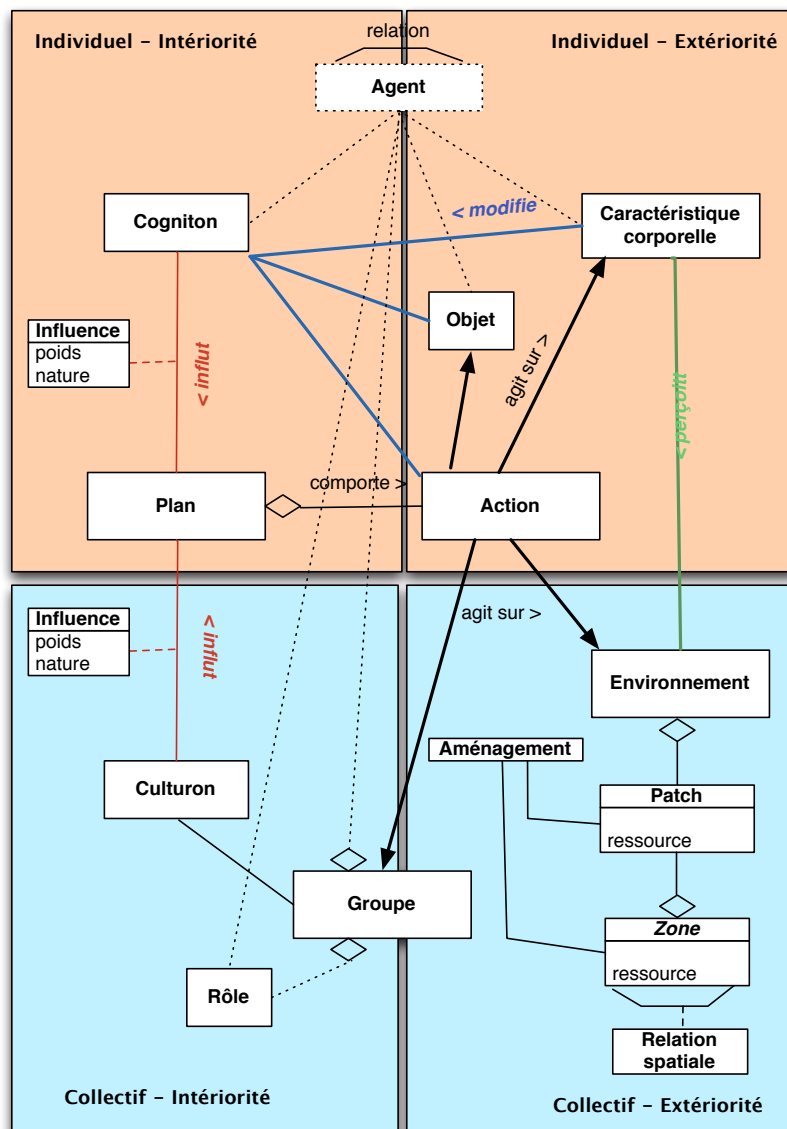 relation
Individuel – Intériorité
Individuel – Extériorité
Agent
Cogniton
< modifie
Caractéristique
corporelle
Objet
Influence
poids
nature
< influt
agit sur >
< perçoitt
comporte >
Plan
Action
Influence
poids
nature
< influt
agit sur >
Environnement
Aménagement
Culturon
Patch
ressource
Groupe
Zone
ressource
Rôle
Relation
spatiale
Collectif – Intériorité
Collectif – Extériorité